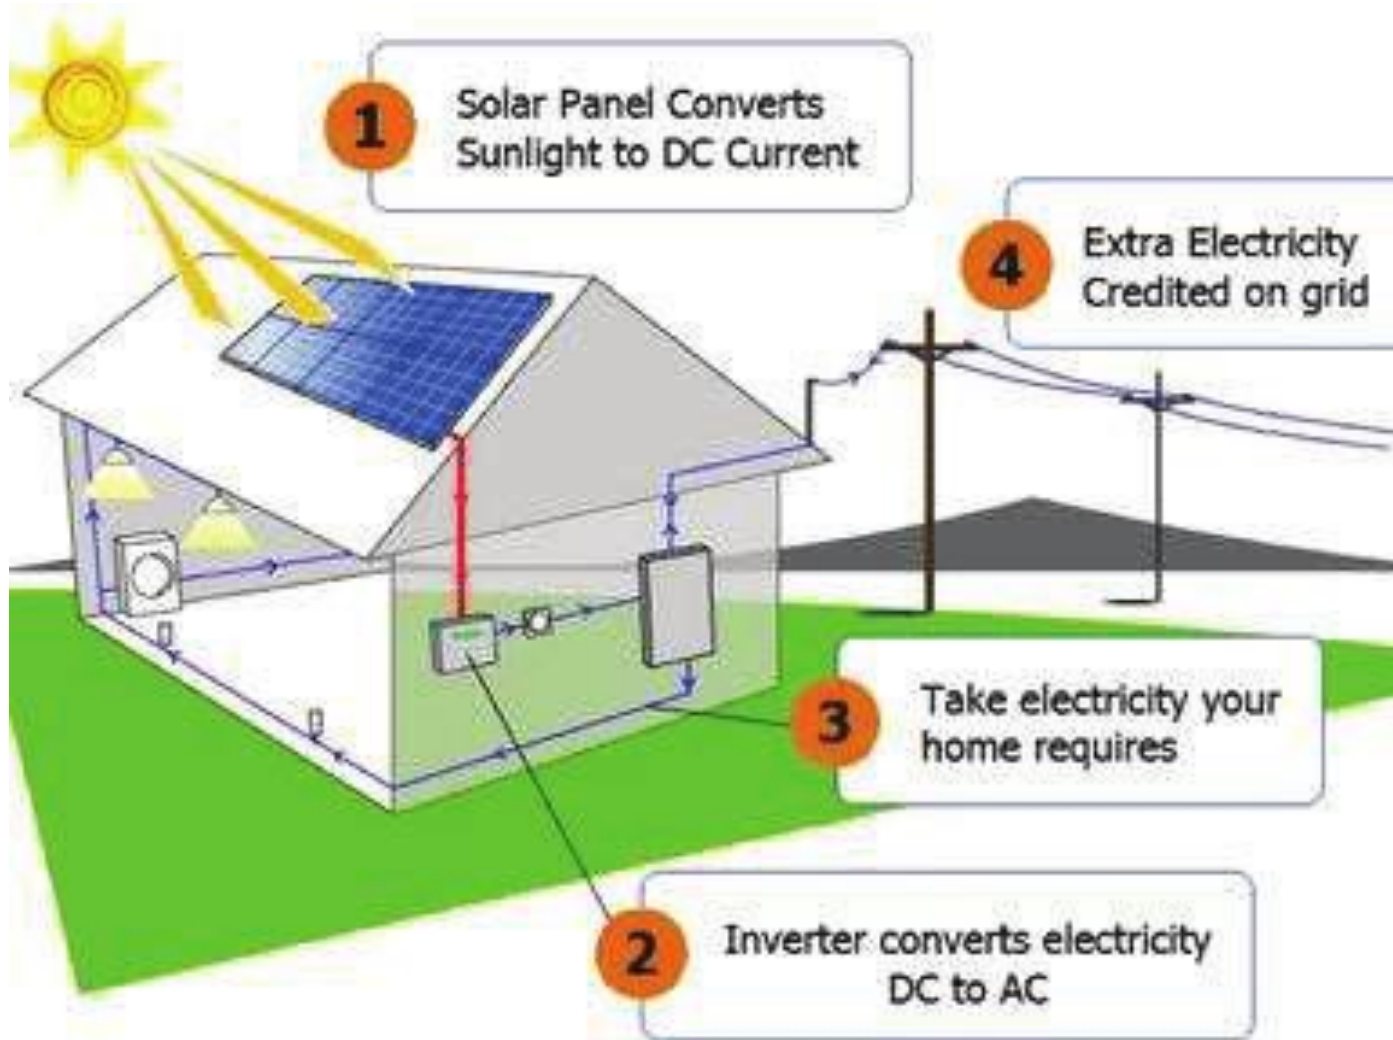 1
Solar Panel Converts
Sunlight to DC Current
4
Extra Electricity
Credited on grid
3
Take electricity your
home requires
2
Inverter converts electricity
DC to AC